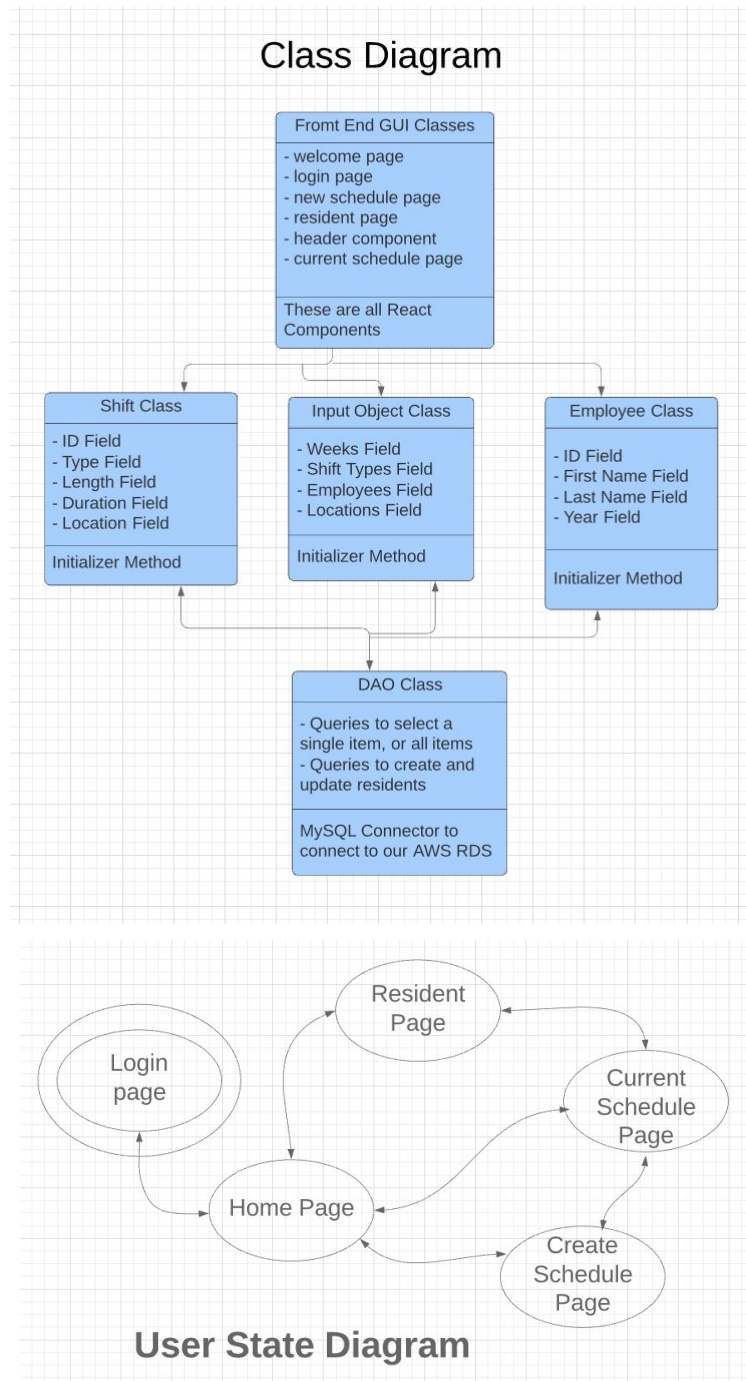 Class Diagram
Fromt End GUI Classes
- welcome page
- login page
- new schedule page
- resident page
- header component
- current schedule page
These are all React
Components
Shift Class
- ID Field
- Type Field
- Length Field
- Duration Field
- Location Field
Initializer Method
Input Object Class
- Weeks Field
- Shift Types Field
- Employees Field
- Locations Field
Initializer Method
Employee Class
- ID Field
- First Name Field
- Last Name Field
- Year Field
Initializer Method
DAO Class
- Queries to select a
single item, or all items
- Queries to create and
update residents
MySQL Connector to
connect to our AWS RDS
Resident
Page
Login
page
Current
Schedule
Page
Home Page
Create
Schedule
Page
User State Diagram